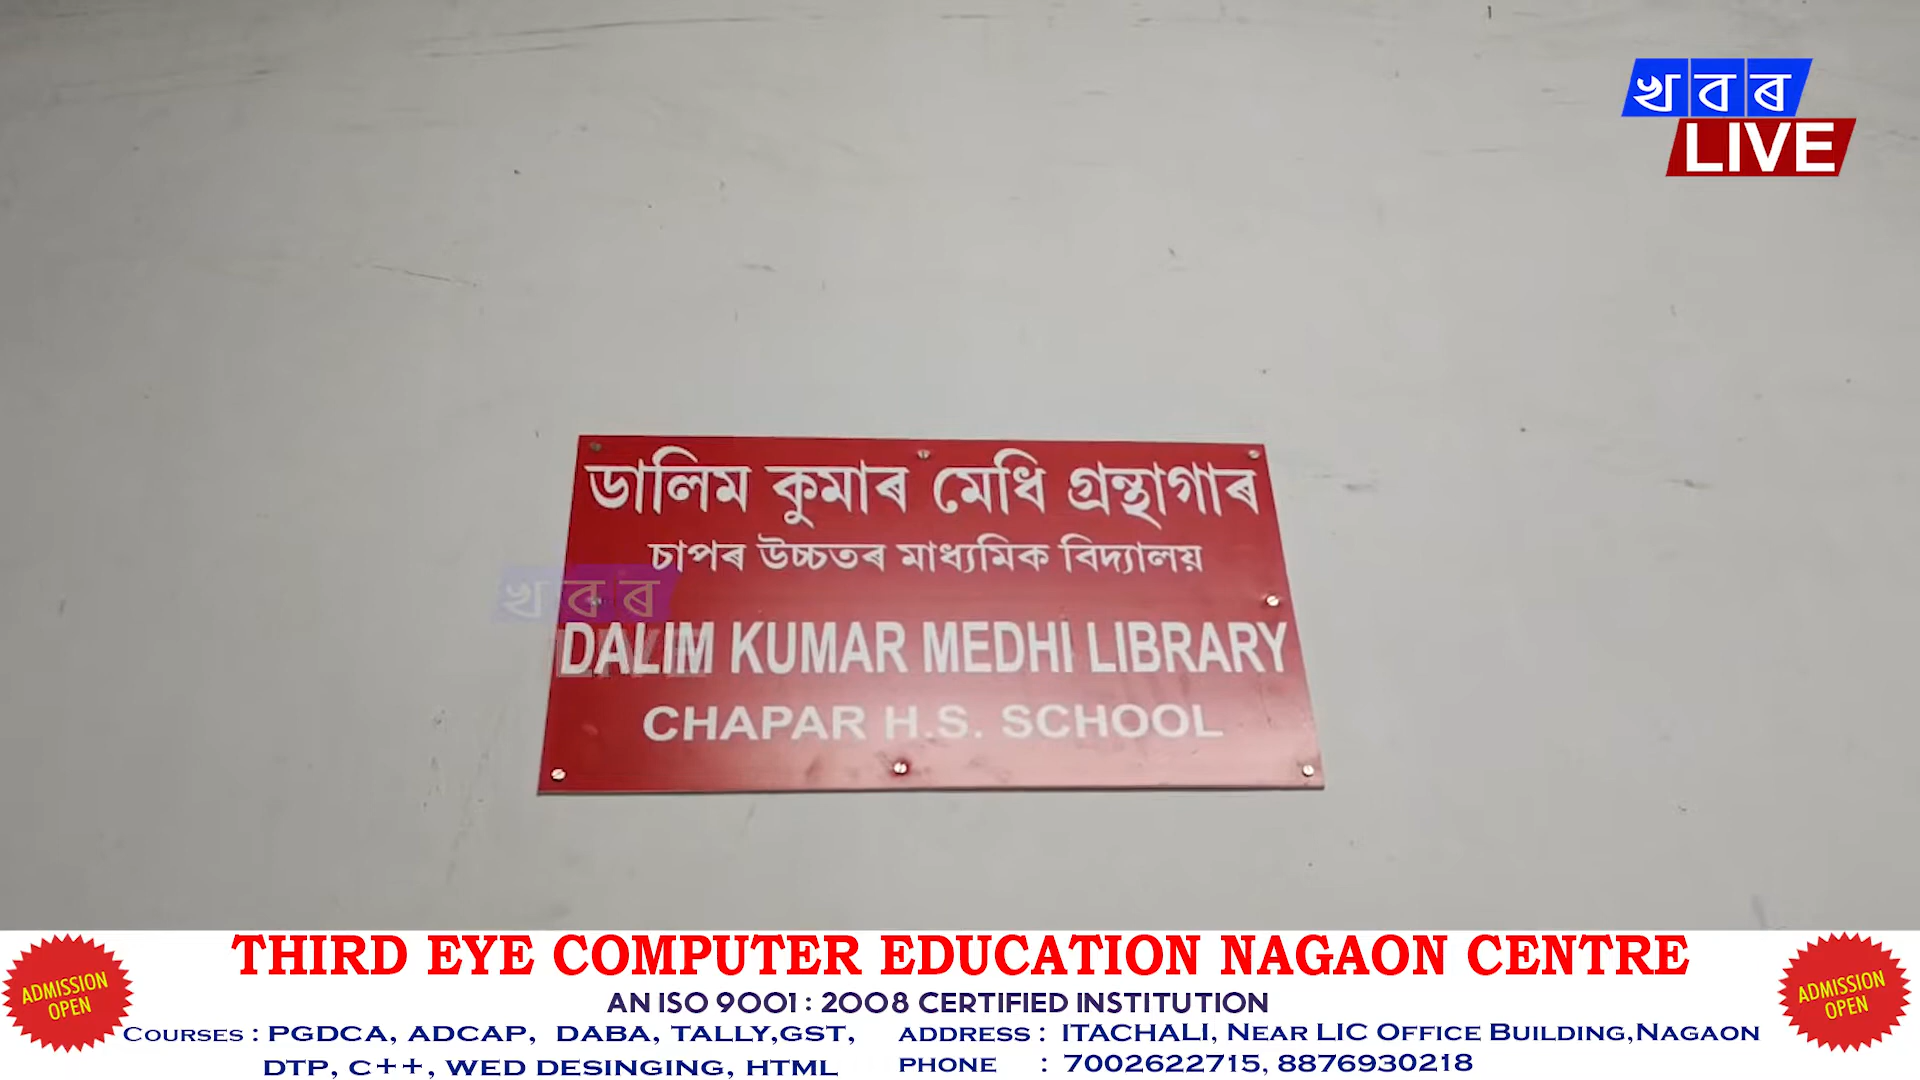 খবৰ
LIVE
ডালিম কুমাৰ মেধি গ্ৰন্থাগাৰ
চাপৰ উচ্চতৰ মাধ্যমিক বিদ্যালয়
খবৰ
LIVE
DALIM KUMAR MEDHI LIBRARY
CHAPAR H.S. SCHOOL
THIRD EYE COMPUTER EDUCATION NAGAON CENTRE
ADMISSION
OPEN
AN ISO 9001 : 2008 CERTIFIED INSTITUTION
COURSES : PGDCA, ADCAP, DABA, TALLY,GST,
DTP, C++, WED DESINGING, HTML
ADDRESS : ITACHALI, NEAR LIC OFFICE BUILDING,NAGAON
PHONE : 7002622715, 8876930218
ADMISSION
OPEN